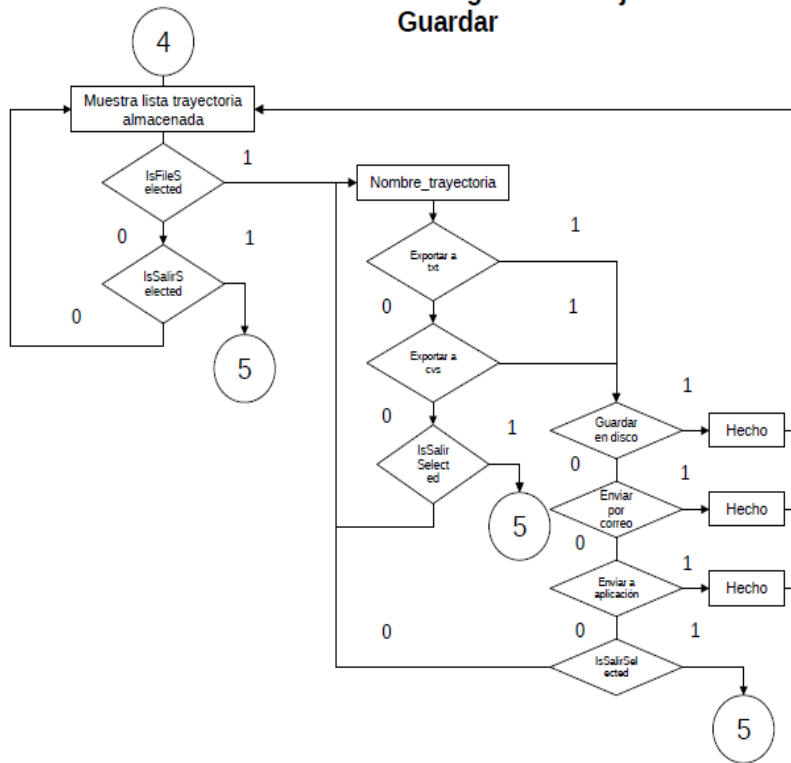 Guardar
4
Muestra lista trayectoria
almacenada
1
IsFileS
elected
Nombre_trayectoria
0
1
1
IsSalirS
elected
Exportar a
txt
0
0
1
5
Exportar a
cvs
1
0
1
Guardar
en disco
Hecho
IsSalir
Select
ed
0
1
Enviar
por
correo
Hecho
5
0
1
Enviar a
aplicación
Hecho
0
0
1
IsSalirSel
ected
5